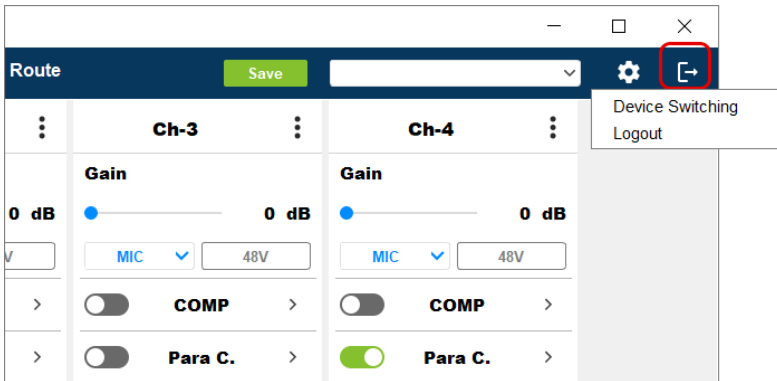 Route Save
Device Switching
Logout
Ch-3 Ch-4
Gain Gain
0 dB 0 dB 0 dB
V MIC 48V MIC 48V
COMP COMP
Para C. Para C.